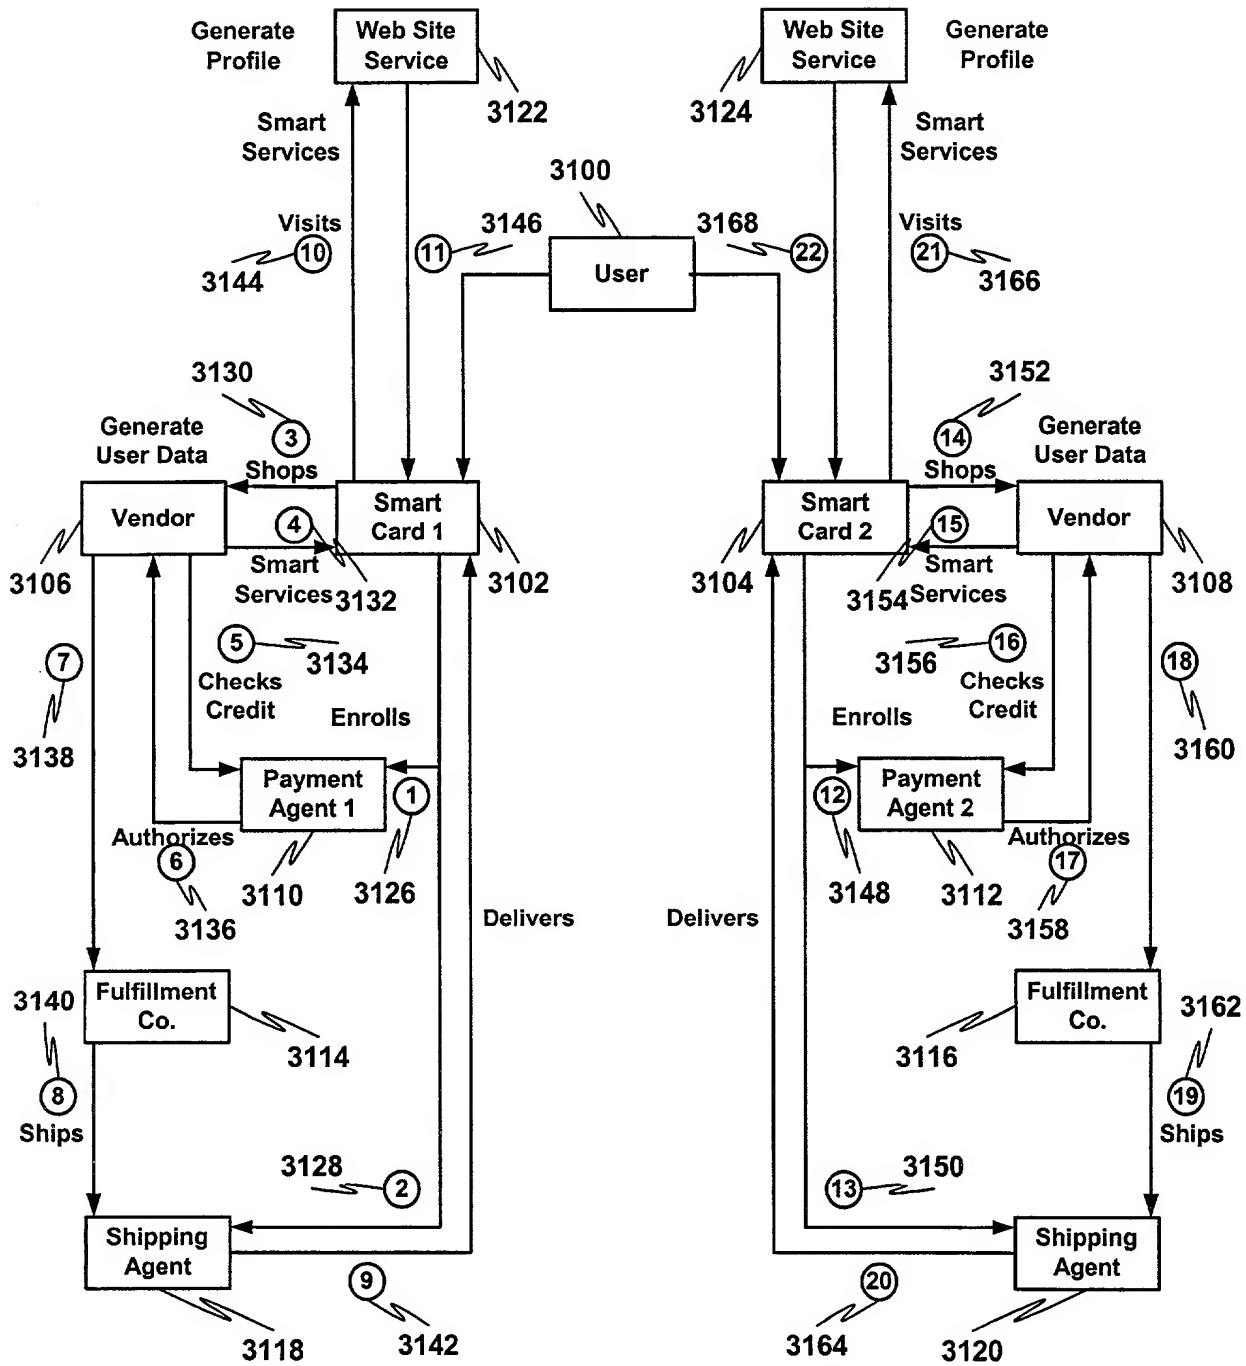 Generate
Profile
Web Site
Service
3122
Smart
Services
Visits
10
3144
11
3146
3100
User
Web Site
Service
3124
Generate
Profile
Smart
Services
Visits
21
3166
3168
22
3130
3
Generate
User Data
Shops
Vendor
3106
4
Smart
Services
3132
Smart
Card 1
3102
5
3134
Checks
Credit
Enrolls
7
3138
Payment
Agent 1
3110
1
3126
Authorizes
6
3136
Delivers
Fulfillment
Co.
3114
3140
8
Ships
3128
2
Shipping
Agent
3118
9
3142
3152
14
Generate
User Data
Shops
Smart
Card 2
3104
Vendor
3108
15
3154
Smart
Services
3156
16
Checks
Credit
Enrolls
18
3160
Payment
Agent 2
3112
12
3148
Authorizes
17
3158
Delivers
Fulfillment
Co.
3116
3162
19
Ships
3150
13
Shipping
Agent
3120
20
3164